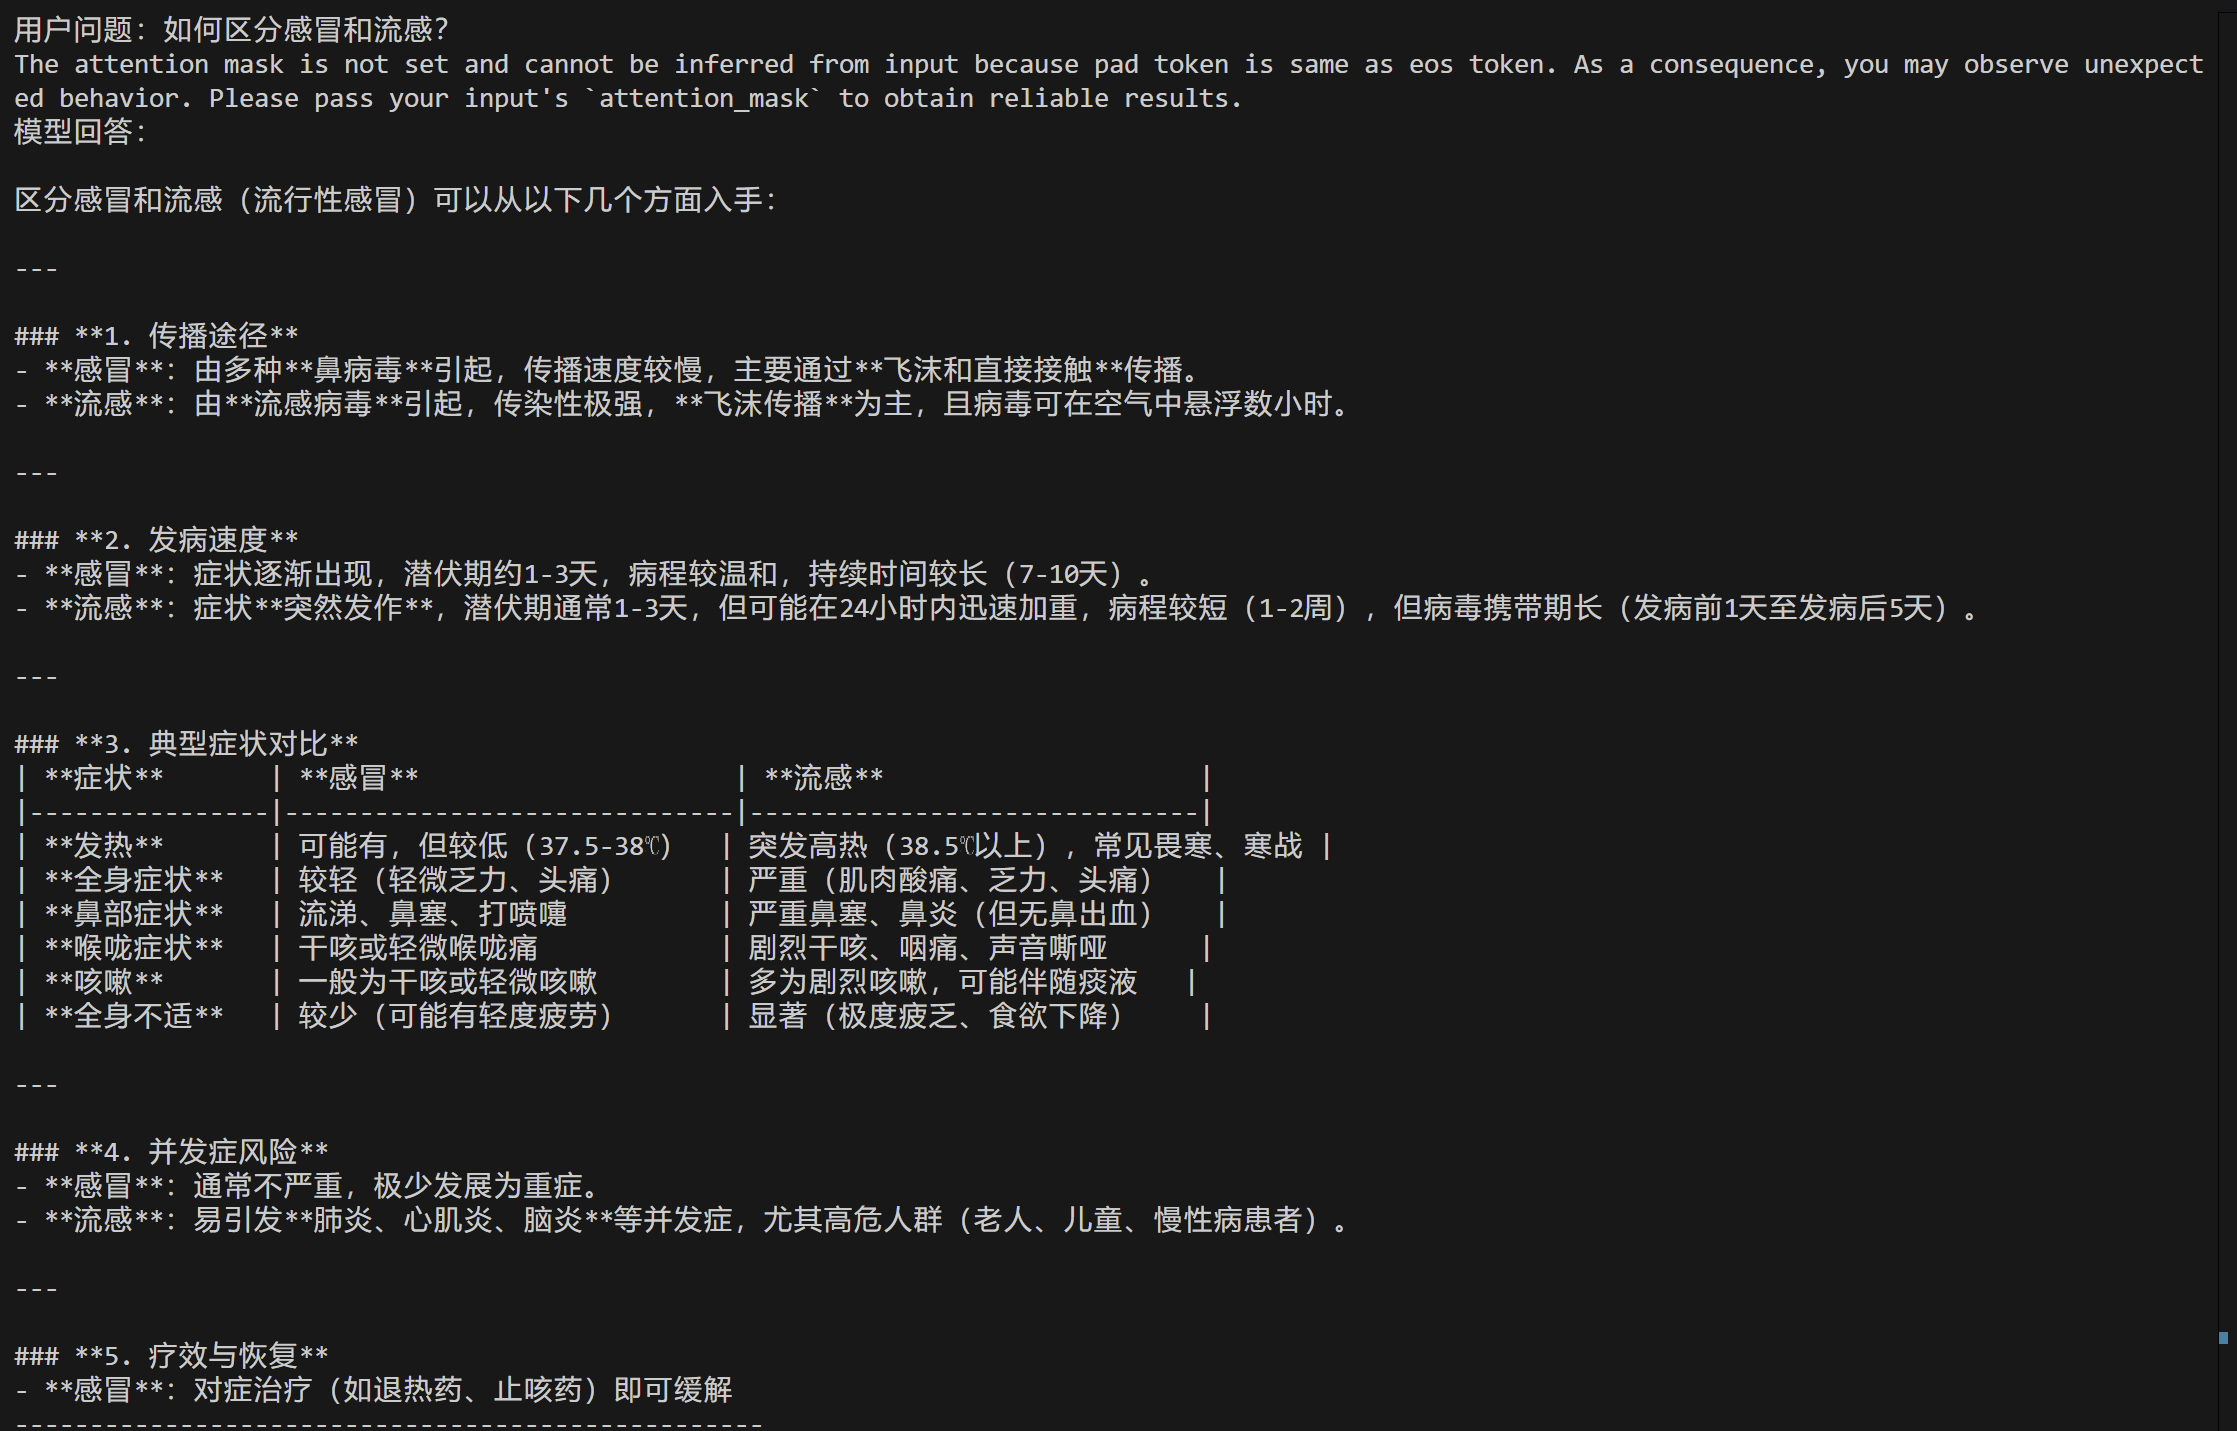 用户问题：如何区分感冒和流感？
The attention mask is not set and cannot be inferred from input because pad token is same as eos token. As a consequence, you may observe unexpect
ed behavior. Please pass your input's `attention_mask` to obtain reliable results.
模型回答：
区分感冒和流感（流行性感冒）可以从以下几个方面入手：
---
### **1. 传播途径**
- **感冒**：由多种**鼻病毒**引起，传播速度较慢，主要通过**飞沫和直接接触**传播。
- **流感**：由**流感病毒**引起，传染性极强，**飞沫传播**为主，且病毒可在空气中悬浮数小时。
---
### **2. 发病速度**
- **感冒**：症状逐渐出现，潜伏期约1-3天，病程较温和，持续时间较长（7-10天）。
- **流感**：症状**突然发作**，潜伏期通常1-3天，但可能在24小时内迅速加重，病程较短（1-2周），但病毒携带期长（发病前1天至发病后5天）。
---
### **3. 典型症状对比**
| **症状**       | **感冒**                     | **流感**                     |
|----------------|------------------------------|------------------------------|
| **发热**       | 可能有，但较低（37.5-38℃）   | 突发高热（38.5℃以上），常见畏寒、寒战 |
| **全身症状**   | 较轻（轻微乏力、头痛）       | 严重（肌肉酸痛、乏力、头痛）    |
| **鼻部症状**   | 流涕、鼻塞、打喷嚏          | 严重鼻塞、鼻炎（但无鼻出血）    |
| **喉咙症状**   | 干咳或轻微喉咙痛            | 剧烈干咳、咽痛、声音嘶哑      |
| **咳嗽**       | 一般为干咳或轻微咳嗽        | 多为剧烈咳嗽，可能伴随痰液   |
| **全身不适**   | 较少（可能有轻度疲劳）       | 显著（极度疲乏、食欲下降）     |
---
### **4. 并发症风险**
- **感冒**：通常不严重，极少发展为重症。
- **流感**：易引发**肺炎、心肌炎、脑炎**等并发症，尤其高危人群（老人、儿童、慢性病患者）。
---
### **5. 疗效与恢复**
- **感冒**：对症治疗（如退热药、止咳药）即可缓解
--------------------------------------------------